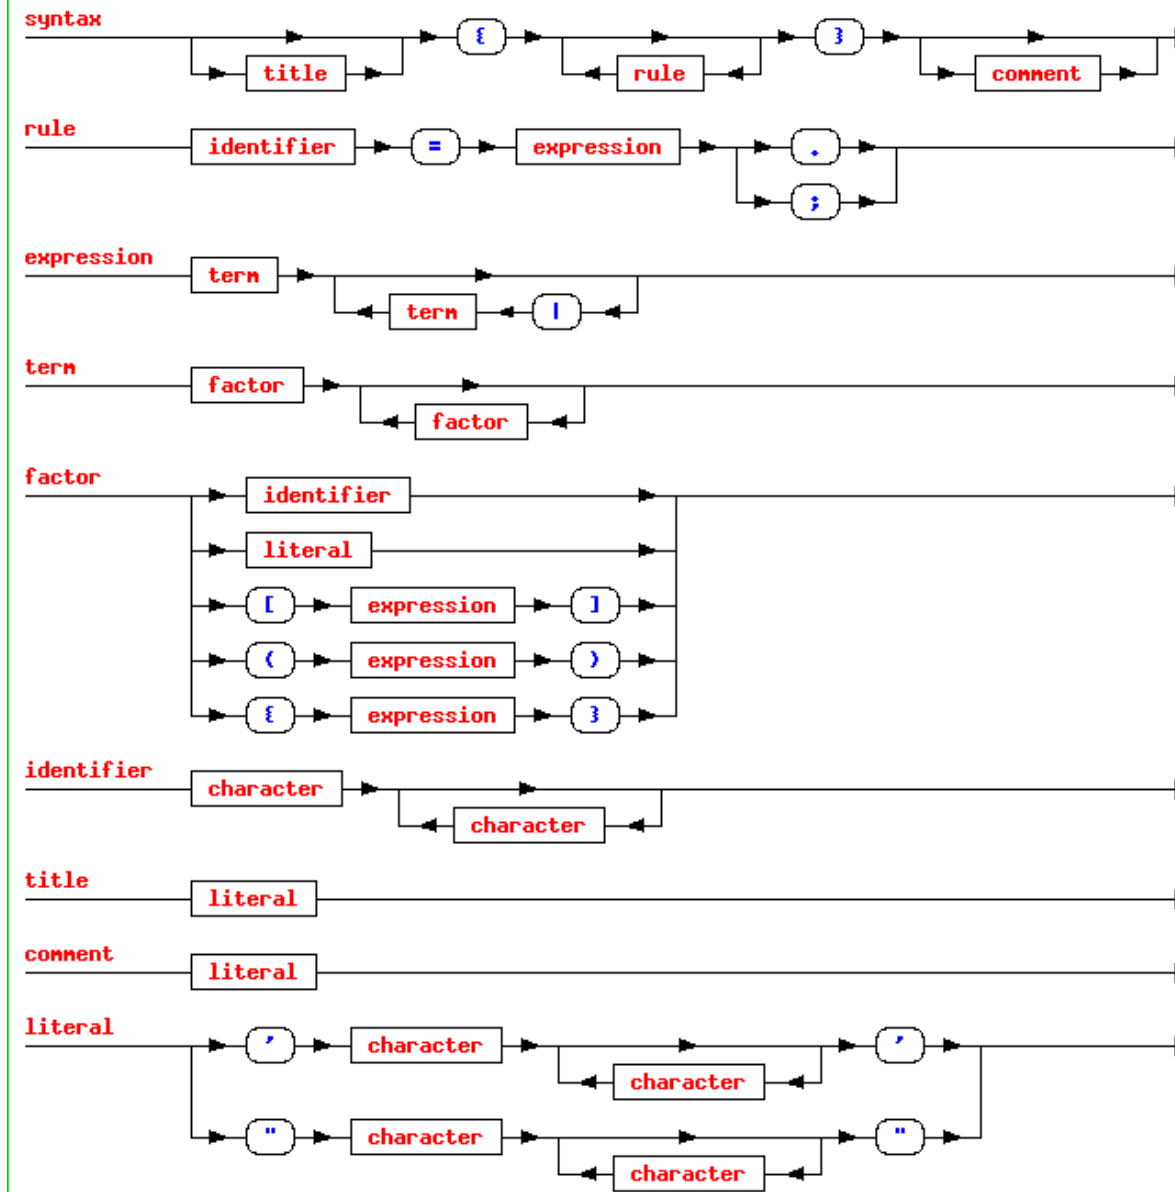 syntax
{ }
title rule comment
rule
identifier = expression .
;
expression
term
term |
term
factor
factor
factor
identifier
literal
[ expression ]
( expression )
{ expression }
identifier
character
character
title
literal
comment
literal
literal
' character '
character
" character "
character